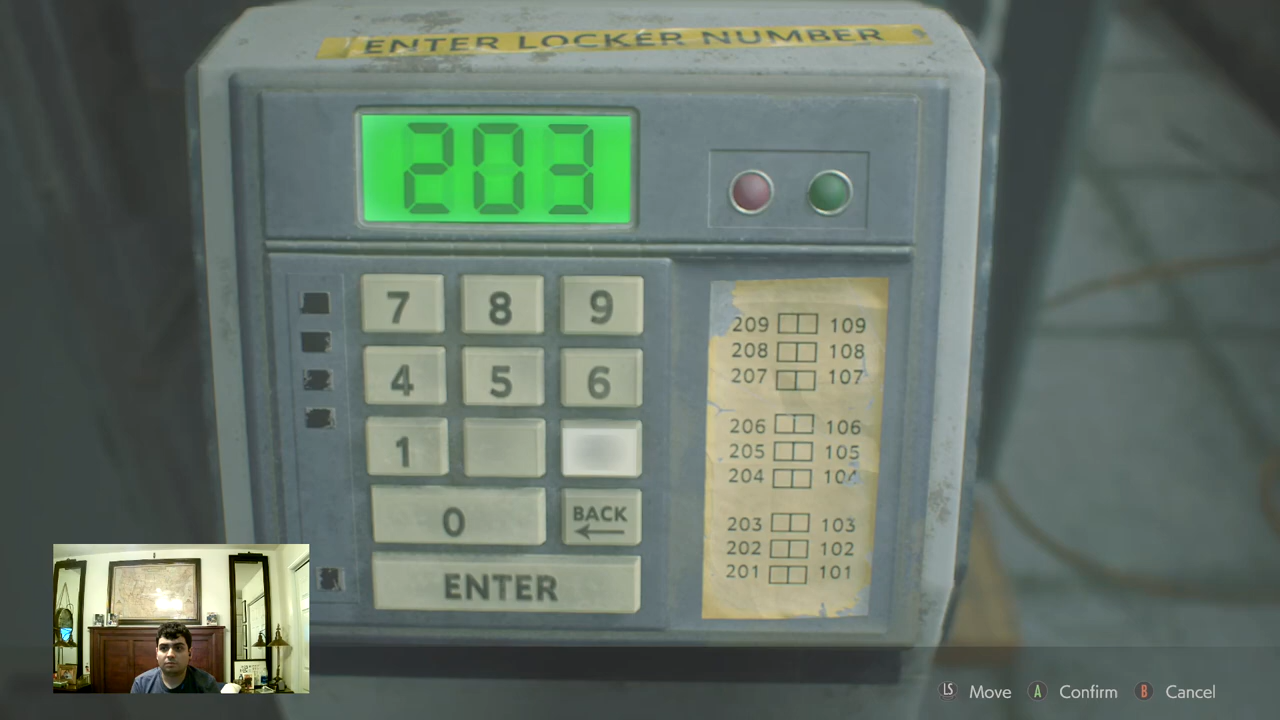 ENTER LOCKER NUMBER
203
7 8 9
4 5 6
1
0 BACK
ENTER
209 109
208 108
207 107
206 106
205 105
204 104
203 103
202 102
201 101
LS Move A Confirm B Cancel